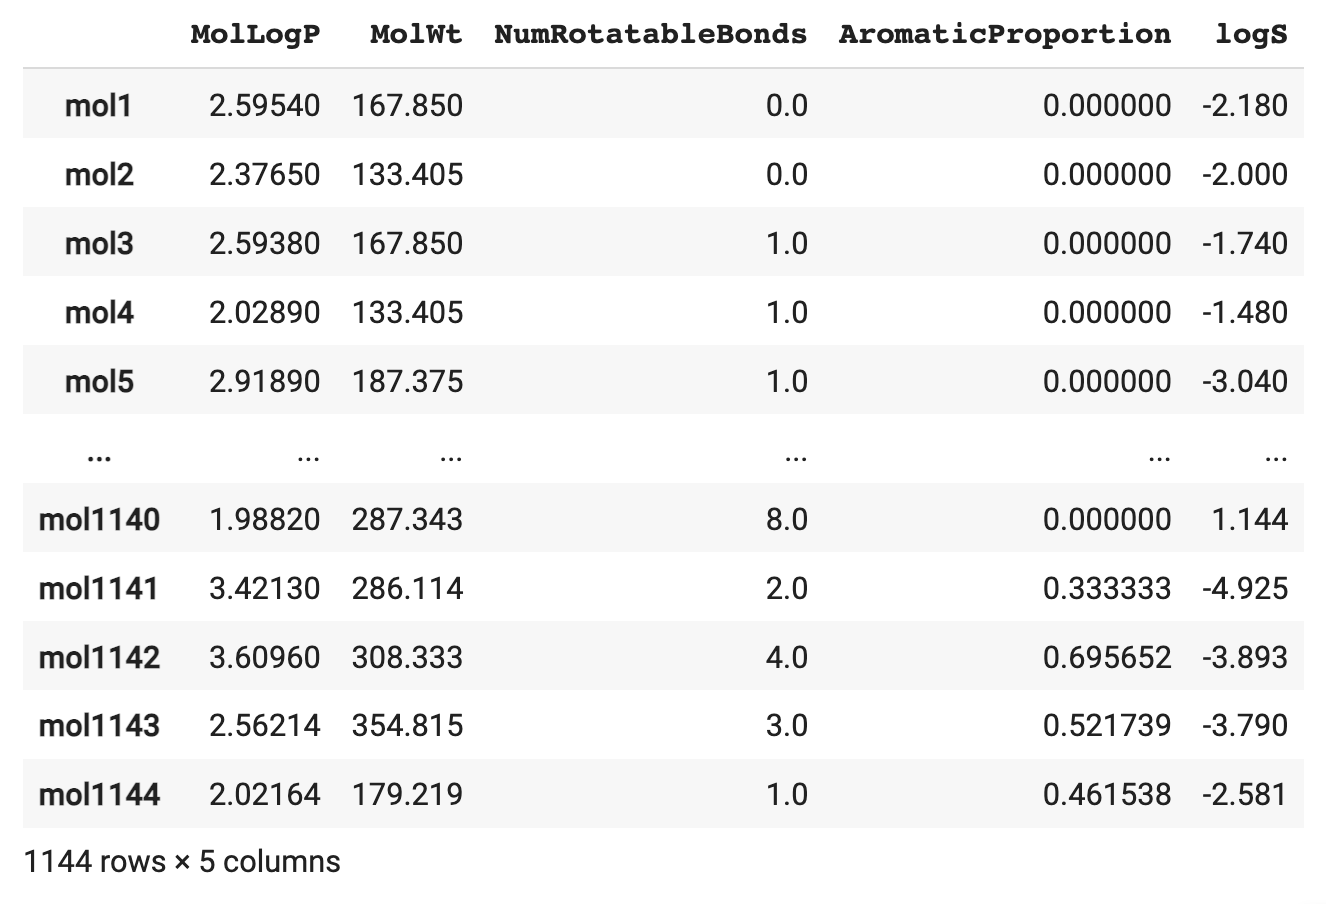 MolLogP MolWt NumRotatableBonds AromaticProportion logS
mol1 2.59540 167.850 0.0 0.000000 -2.180
mol2 2.37650 133.405 0.0 0.000000 -2.000
mol3 2.59380 167.850 1.0 0.000000 -1.740
mol4 2.02890 133.405 1.0 0.000000 -1.480
mol5 2.91890 187.375 1.0 0.000000 -3.040
... ... ... ... ... ...
mol1140 1.98820 287.343 8.0 0.000000 1.144
mol1141 3.42130 286.114 2.0 0.333333 -4.925
mol1142 3.60960 308.333 4.0 0.695652 -3.893
mol1143 2.56214 354.815 3.0 0.521739 -3.790
mol1144 2.02164 179.219 1.0 0.461538 -2.581
1144 rows × 5 columns